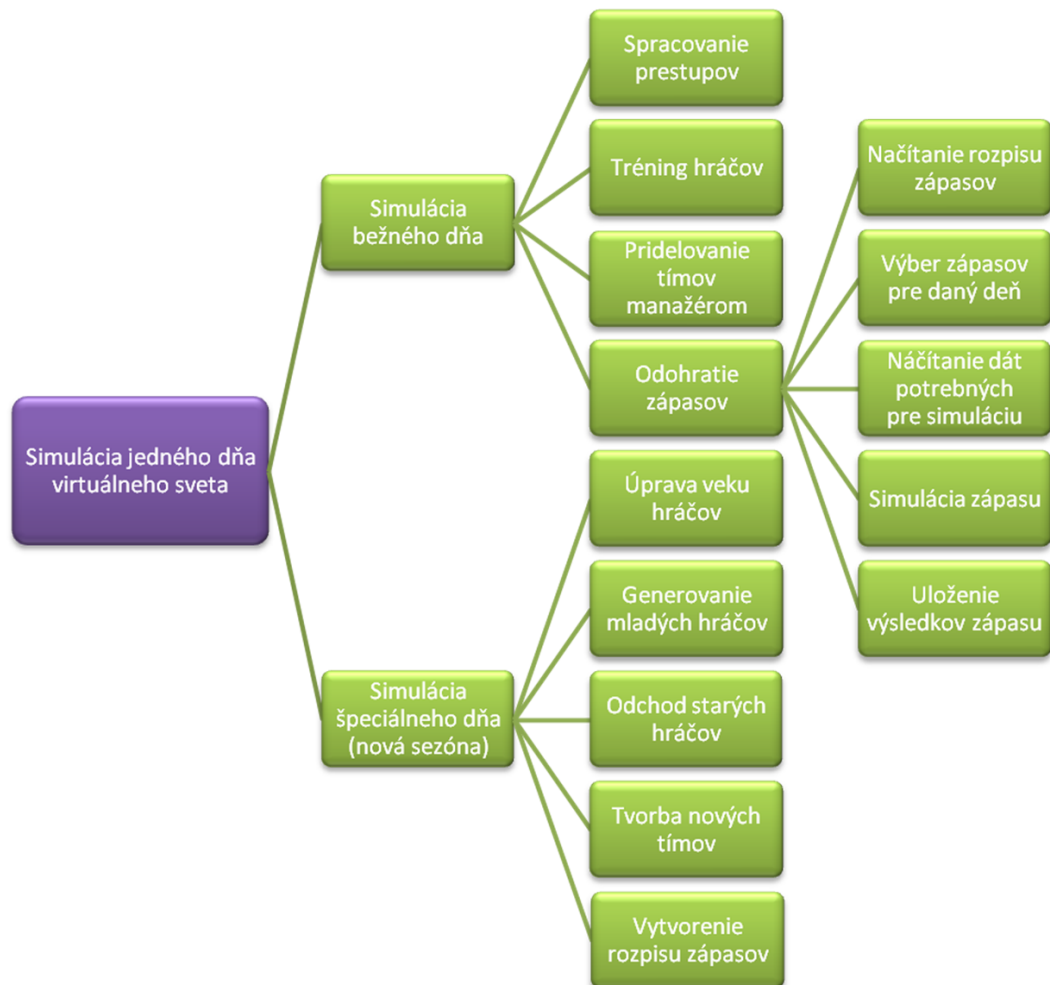 Simulácia jedného dňa
virtuálneho sveta
Simulácia
bežného dňa
Spracovanie
prestupov
Tréning hráčov
Pridelovanie
tímov
manažérom
Odohratie
zápasov
Načítanie rozpisu
zápasov
Výber zápasov
pre daný deň
Náčítanie dát
potrebných
pre simuláciu
Simulácia zápasu
Uloženie
výsledkov zápasu
Simulácia
špeciálneho dňa
(nová sezóna)
Úprava veku
hráčov
Generovanie
mladých hráčov
Odchod starých
hráčov
Tvorba nových
tímov
Vytvorenie
rozpisu zápasov